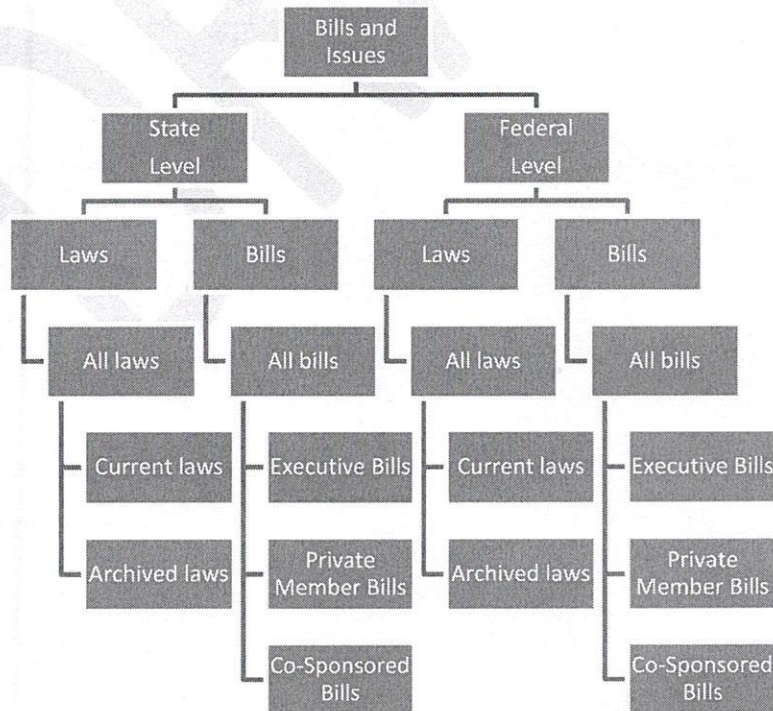 Bills and
Issues
State
Level
Federal
Level
Laws
Bills
Laws
Bills
All laws
All bills
All laws
All bills
Current laws
Executive Bills
Current laws
Executive Bills
Archived laws
Private
Member Bills
Archived laws
Private
Member Bills
Co-Sponsored
Bills
Co-Sponsored
Bills